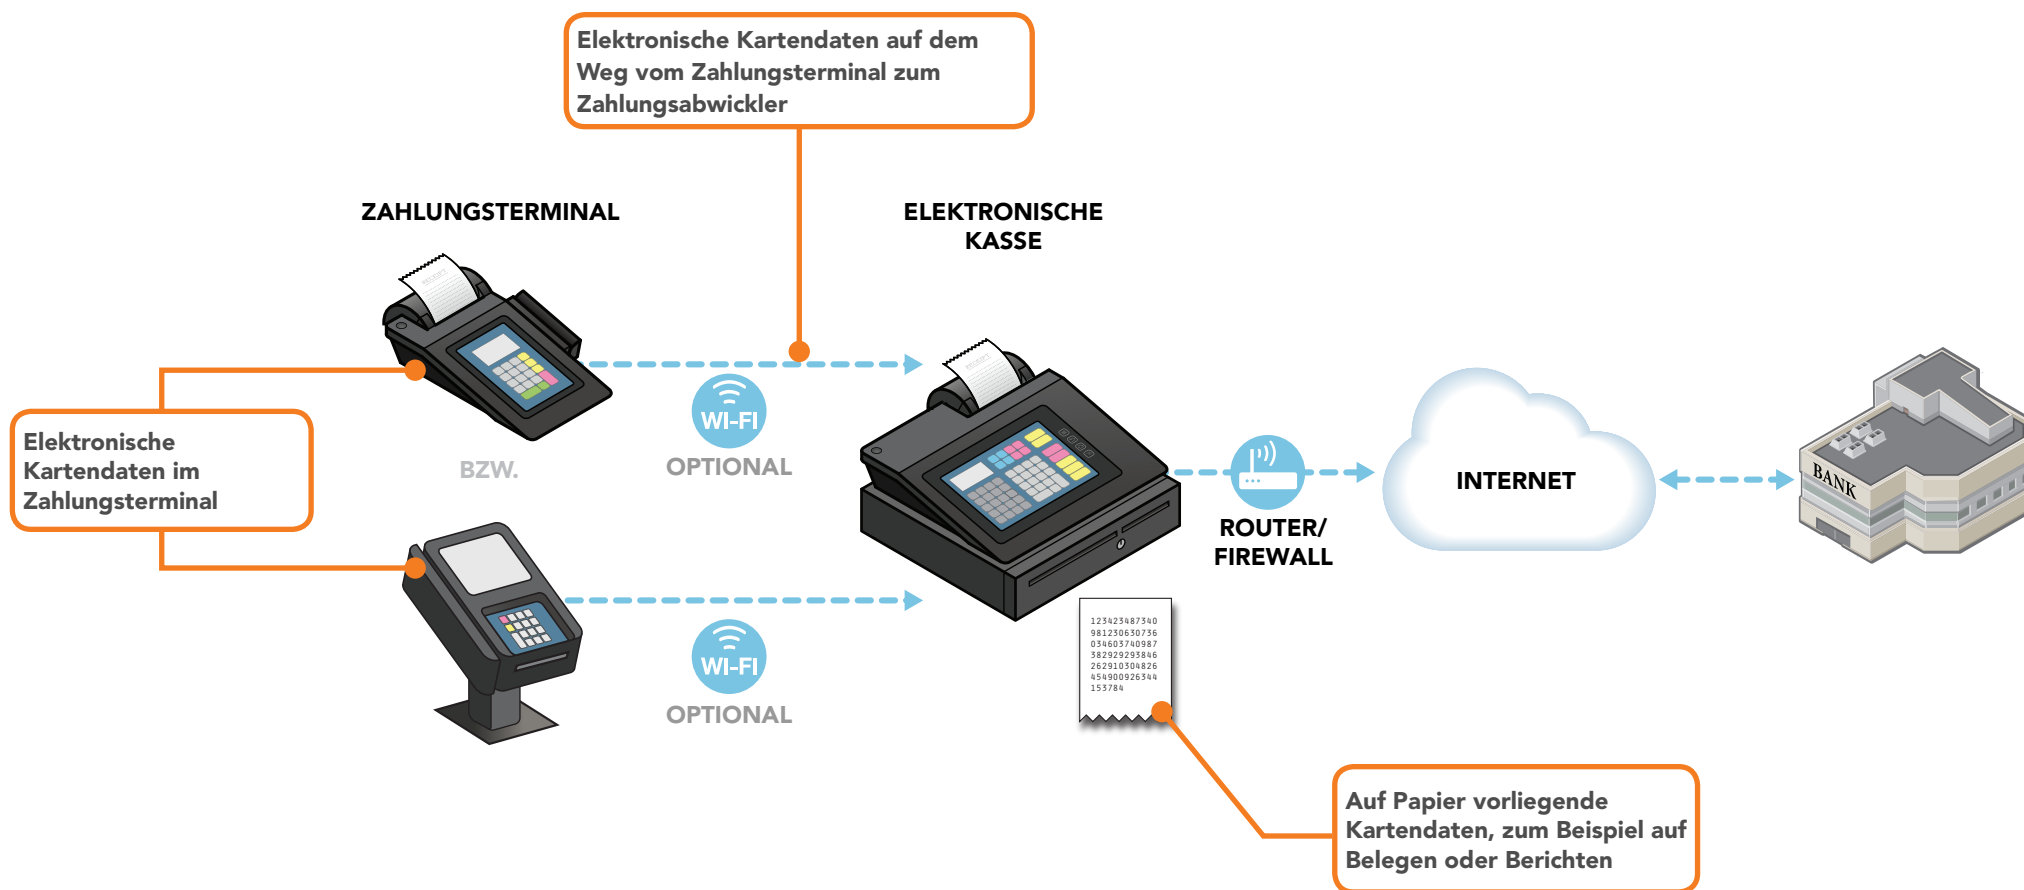 Elektronische Kartendaten auf dem
Weg vom Zahlungsterminal zum
Zahlungsabwickler
ZAHLUNGSTERMINAL
ELEKTRONISCHE
KASSE
Elektronische
Kartendaten im
Zahlungsterminal
BZW.
WI-FI
OPTIONAL
WI-FI
OPTIONAL
ROUTER/
FIREWALL
INTERNET
BANK
123423487340
981230630736
034603740987
382929293846
262910304826
454900926344
153784
Auf Papier vorliegende
Kartendaten, zum Beispiel auf
Belegen oder Berichten